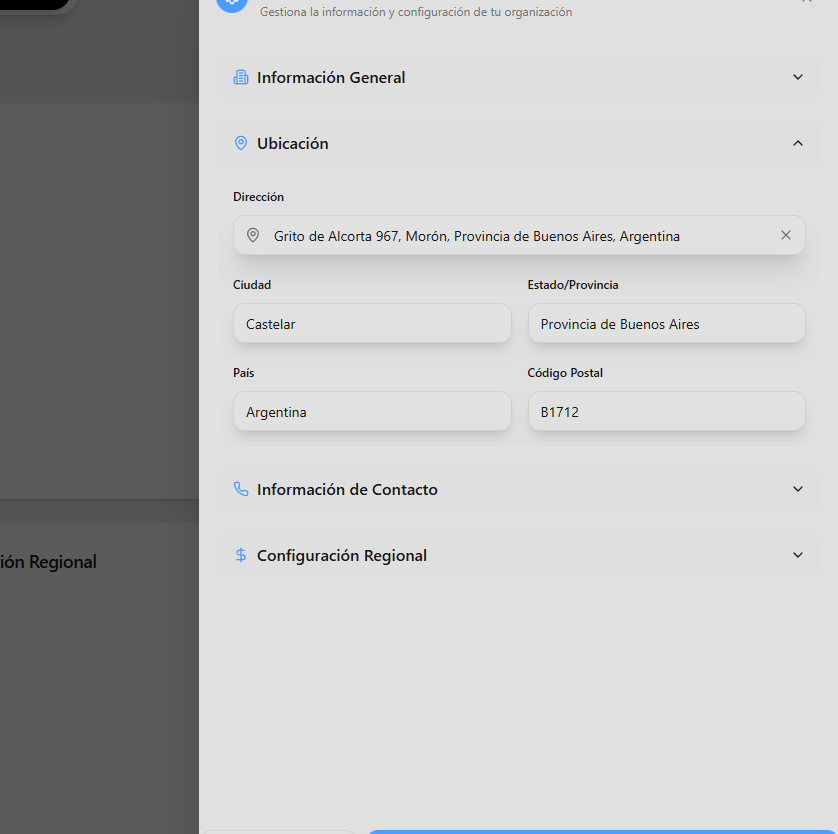 Gestiona la información y configuración de tu organización
Información General
Ubicación
Dirección
Grito de Alcorta 967, Morón, Provincia de Buenos Aires, Argentina
Ciudad
Estado/Provincia
Castelar
Provincia de Buenos Aires
País
Código Postal
Argentina
B1712
Información de Contacto
Configuración Regional
ión Regional